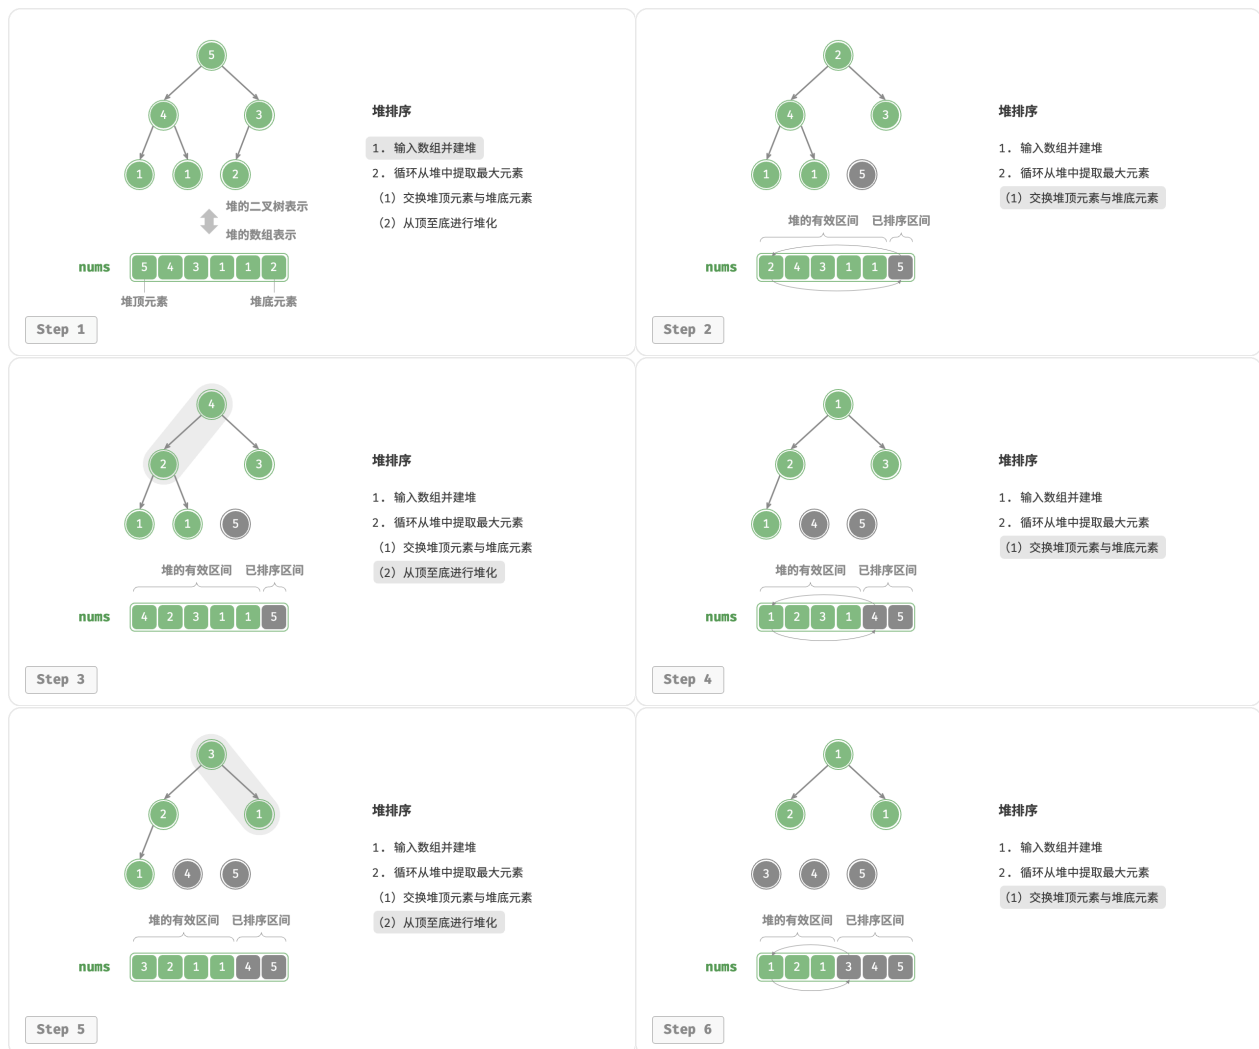 5
4 3
1 1 2
堆的二叉树表示
堆的数组表示
nums 5 4 3 1 1 2
堆顶元素 堆底元素
堆排序
1. 输入数组并建堆
2. 循环从堆中提取最大元素
（1）交换堆顶元素与堆底元素
（2）从顶至底进行堆化
Step 1
2
4 3
1 1 5
堆的有效区间 已排序区间
nums 2 4 3 1 1 5
堆排序
1. 输入数组并建堆
2. 循环从堆中提取最大元素
（1）交换堆顶元素与堆底元素
Step 2
4
2 3
1 1 5
堆的有效区间 已排序区间
nums 4 2 3 1 1 5
堆排序
1. 输入数组并建堆
2. 循环从堆中提取最大元素
（1）交换堆顶元素与堆底元素
（2）从顶至底进行堆化
Step 3
1
2 3
1 4 5
堆的有效区间 已排序区间
nums 1 2 3 1 4 5
堆排序
1. 输入数组并建堆
2. 循环从堆中提取最大元素
（1）交换堆顶元素与堆底元素
Step 4
3
2 1
1 4 5
堆的有效区间 已排序区间
nums 3 2 1 1 4 5
堆排序
1. 输入数组并建堆
2. 循环从堆中提取最大元素
（1）交换堆顶元素与堆底元素
（2）从顶至底进行堆化
Step 5
1
2 1
3 4 5
堆的有效区间 已排序区间
nums 1 2 1 3 4 5
堆排序
1. 输入数组并建堆
2. 循环从堆中提取最大元素
（1）交换堆顶元素与堆底元素
Step 6